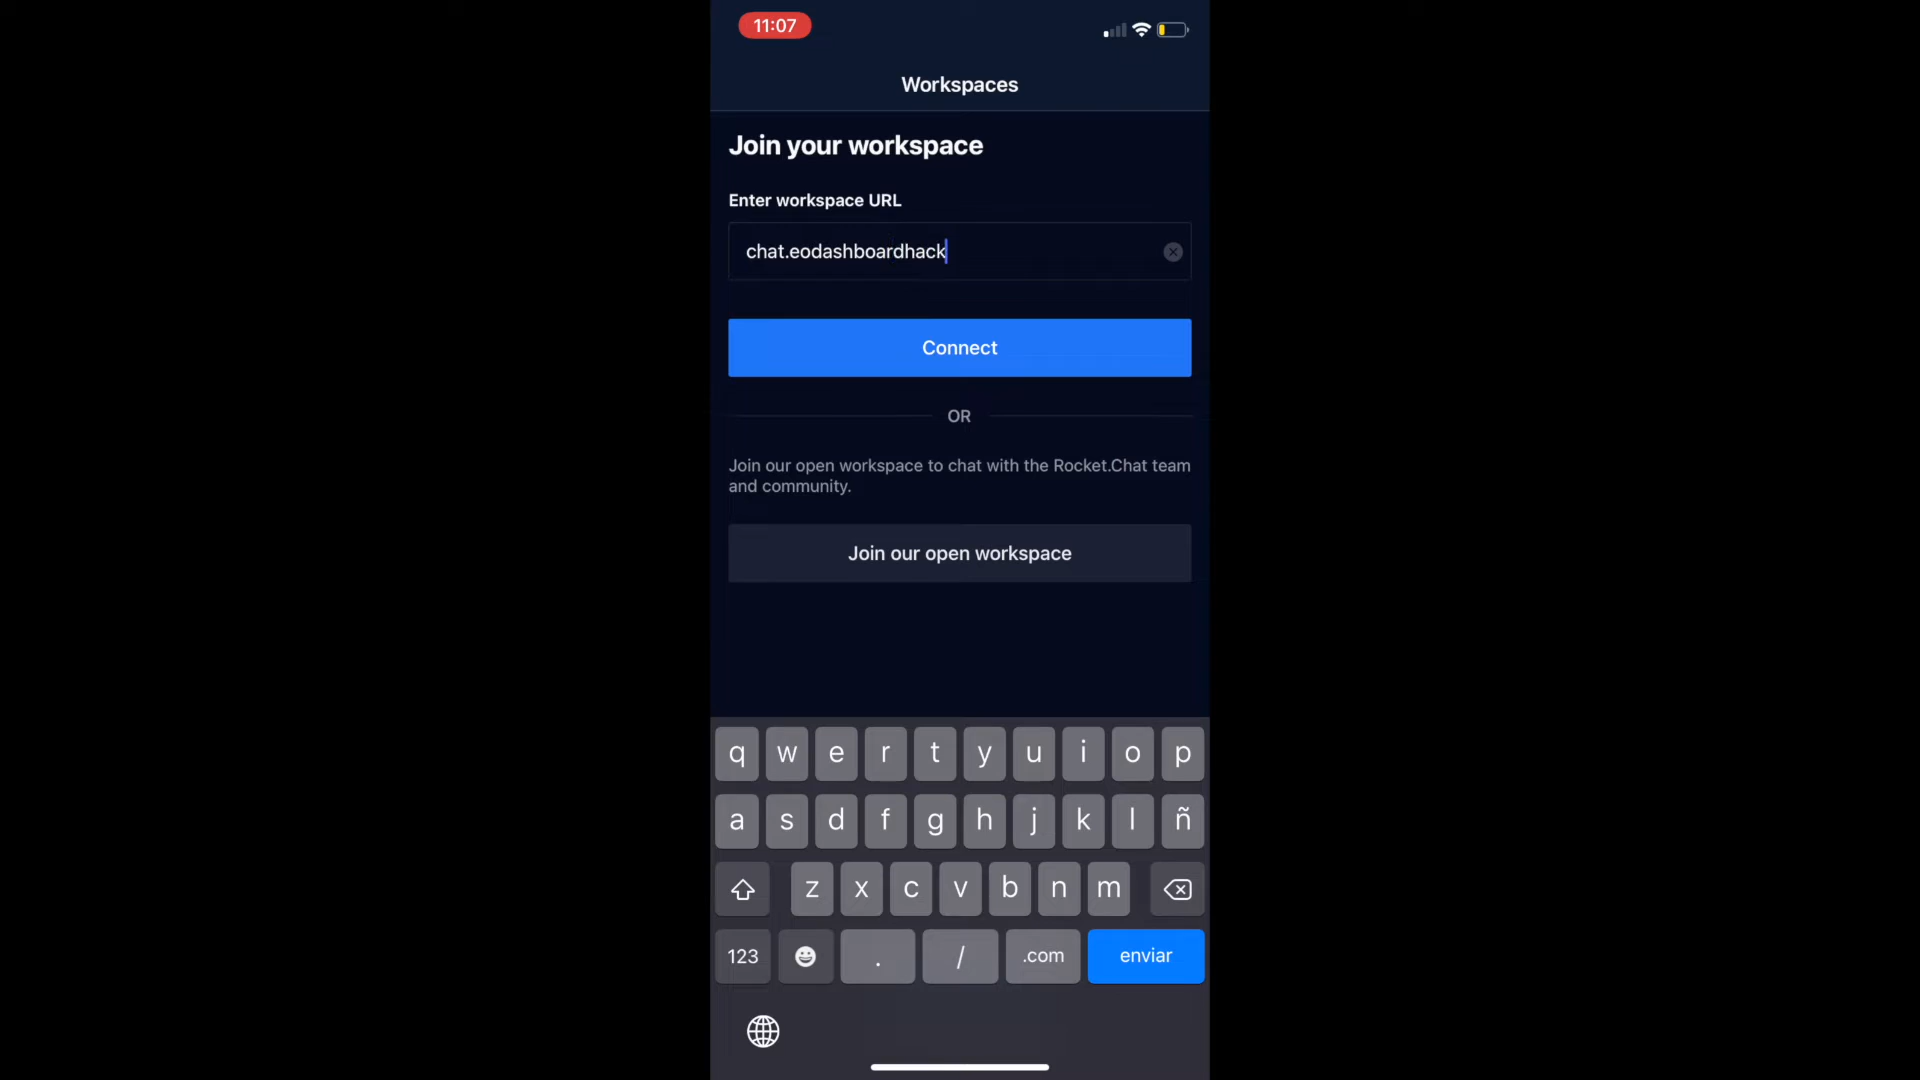 11:07
Workspaces
Join your workspace
Enter workspace URL
chat.eodashboardhack
Connect
OR
Join our open workspace to chat with the Rocket.Chat team
and community.
Join our open workspace
q w e r t y u i o p
a s d f g h j k l ñ
z x c v b n m
123 . / .com enviar